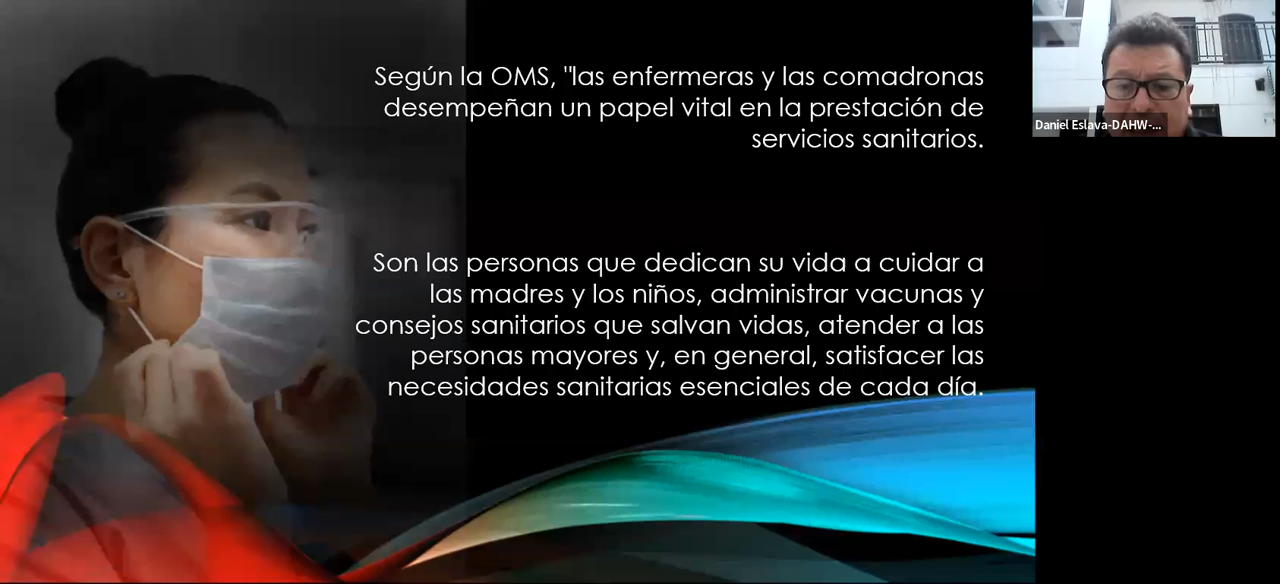 Según la OMS, "las enfermeras y las comadronas
desempeñan un papel vital en la prestación de
servicios sanitarios.
Son las personas que dedican su vida a cuidar a
las madres y los niños, administrar vacunas y
consejos sanitarios que salvan vidas, atender a las
personas mayores y, en general, satisfacer las
necesidades sanitarias esenciales de cada día.
Daniel Eslava-DAHW-...